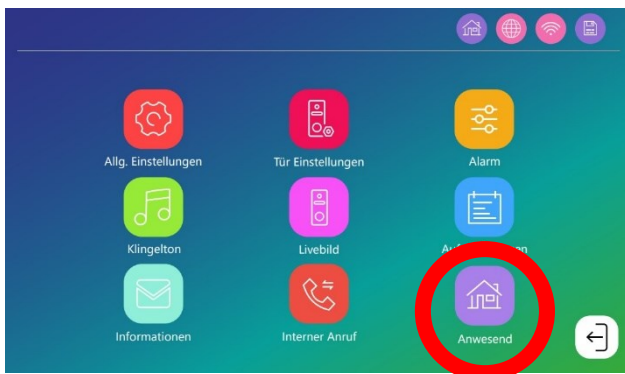 Allg. Einstellungen
Tür Einstellungen
Alarm
Klingelton
Livebild
Informationen
Interner Anruf
Anwesend